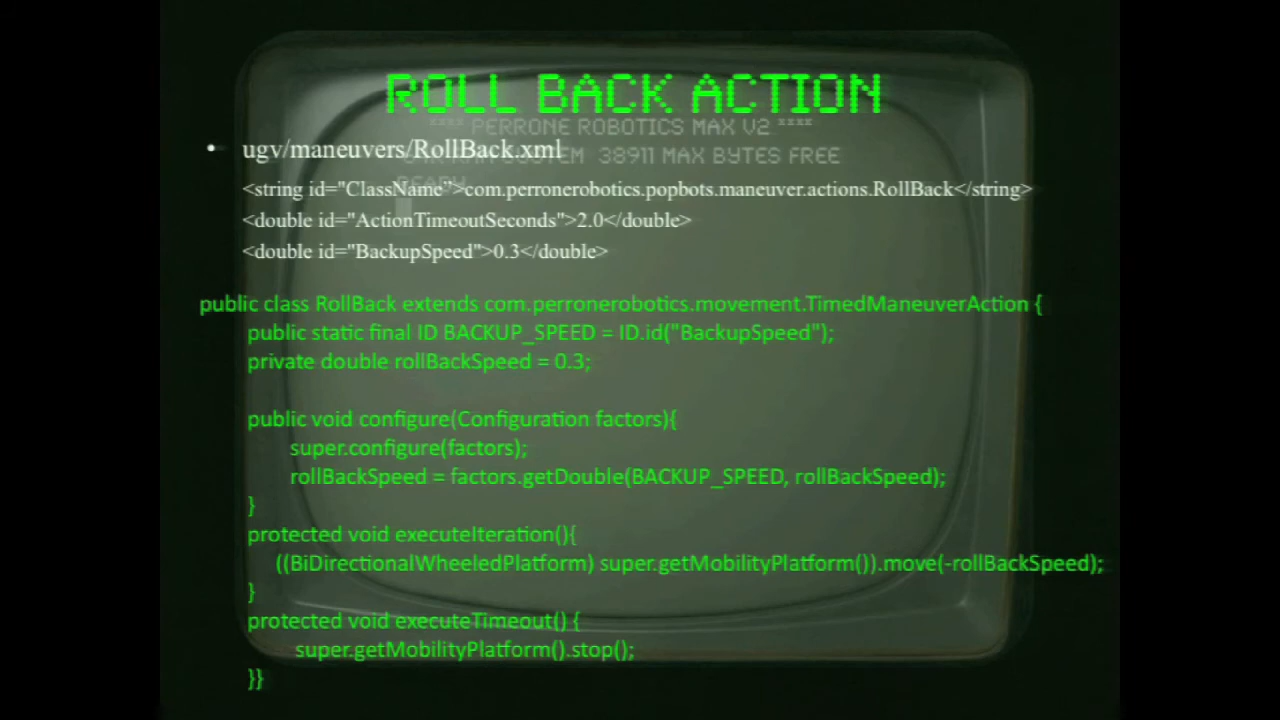 ROLL BACK ACTION
**** PERRONE ROBOTICS MAX V2 ****
SYSTEM 38911 MAX BYTES FREE
READY
• ugv/maneuvers/RollBack.xml
<string id="ClassName”>com.perronerobotics.popbots.maneuver.actions.RollBack</string>
<double id="ActionTimeoutSeconds">2.0</double>
<double id="BackupSpeed">0.3</double>
public class RollBack extends com.perronerobotics.movement.TimedManeuverAction {
public static final ID BACKUP_SPEED = ID.id("BackupSpeed");
private double rollBackSpeed = 0.3;
public void configure(Configuration factors){
super.configure(factors);
rollBackSpeed = factors.getDouble(BACKUP_SPEED, rollBackSpeed);
}
protected void executeIteration(){
((BiDirectionalWheeledPlatform) super.getMobilityPlatform()).move(-rollBackSpeed);
}
protected void executeTimeout() {
super.getMobilityPlatform().stop();
}}